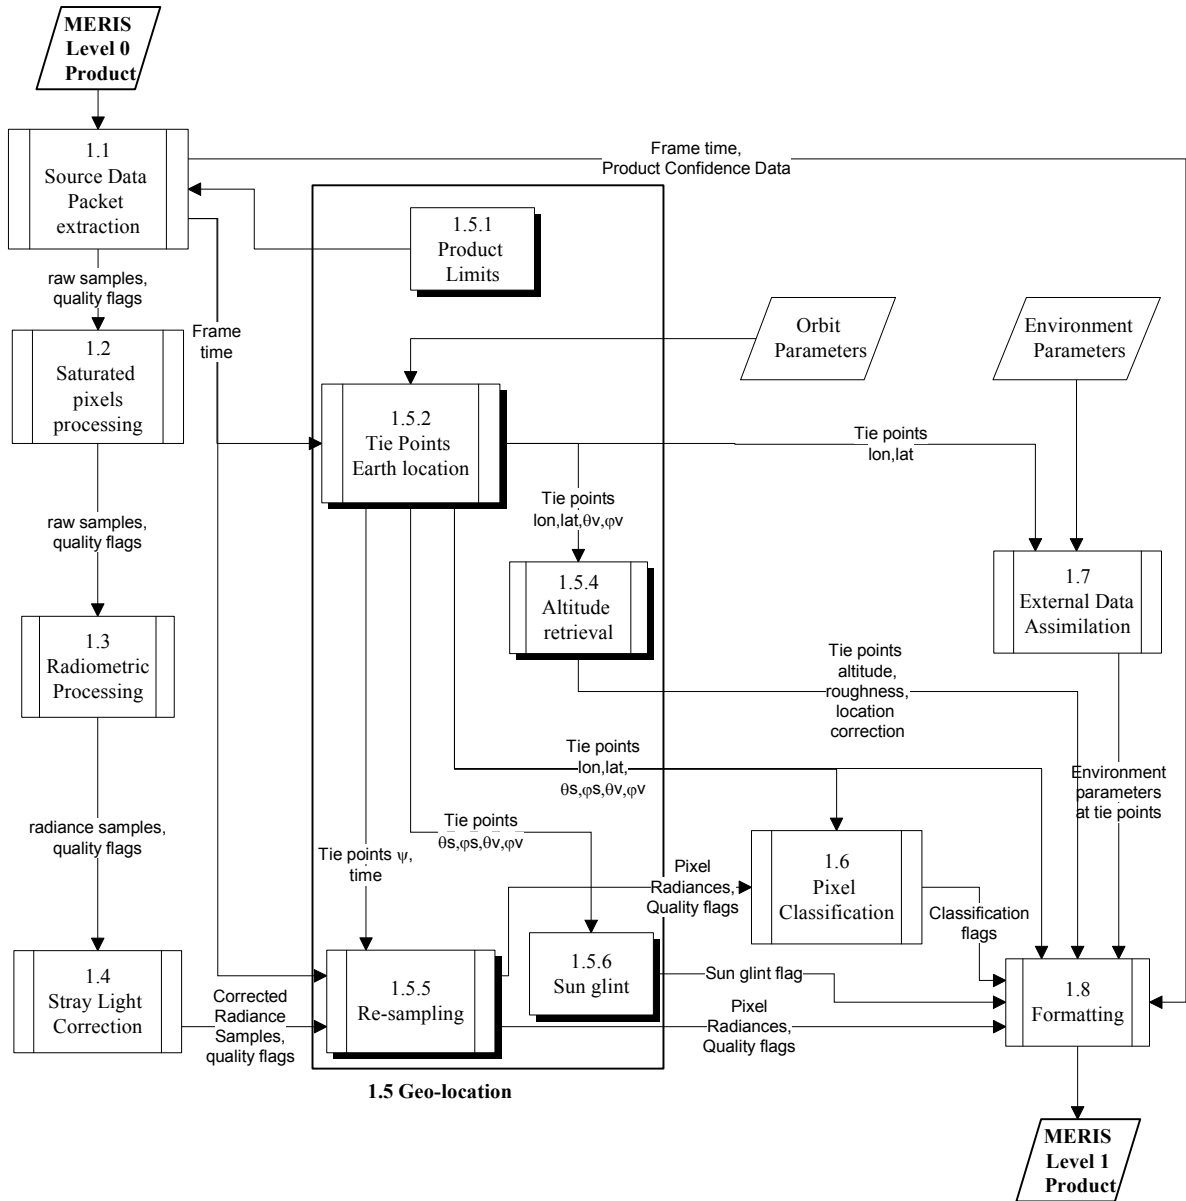 MERIS
Level 0
Product
1.1
Source Data
Packet
extraction
Frame time,
Product Confidence Data
1.5.1
Product
Limits
raw samples,
quality flags
Frame
time
Orbit
Parameters
Environment
Parameters
1.2
Saturated
pixels
processing
1.5.2
Tie Points
Earth location
Tie points
lon,lat
Tie points
lon,lat,θv,φv
raw samples,
quality flags
1.5.4
Altitude
retrieval
1.7
External Data
Assimilation
1.3
Radiometric
Processing
Tie points
altitude,
roughness,
location
correction
Tie points
lon,lat,
θs,φs,θv,φv
Environment
parameters
at tie points
radiance samples,
quality flags
Tie points
θs,φs,θv,φv
Tie points ψ,
time
Pixel
Radiances,
Quality flags
1.6
Pixel
Classification
Classification
flags
1.4
Stray Light
Correction
Corrected
Radiance
Samples,
quality flags
1.5.5
Re-sampling
1.5.6
Sun glint
Sun glint flag
Pixel
Radiances,
Quality flags
1.8
Formatting
1.5 Geo-location
MERIS
Level 1
Product